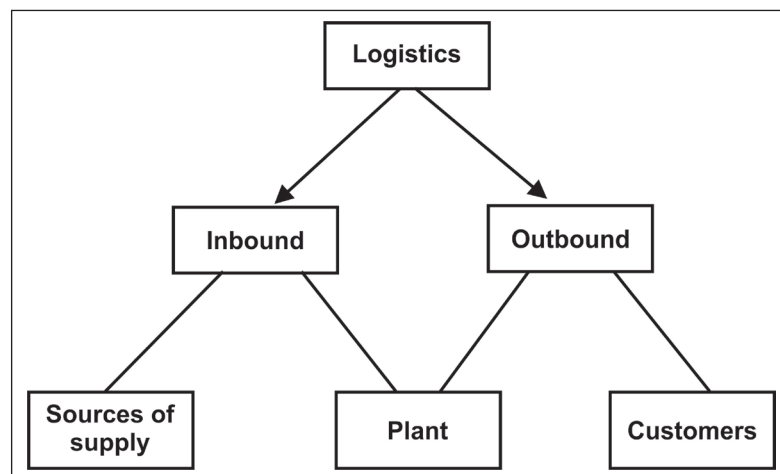 Logistics
Inbound
Outbound
Sources of
supply
Plant
Customers